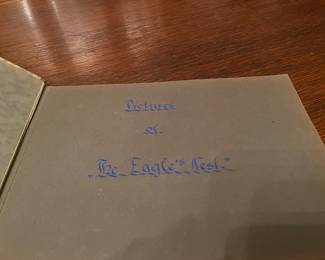 Pictures
of
„The Eagle's Nest."